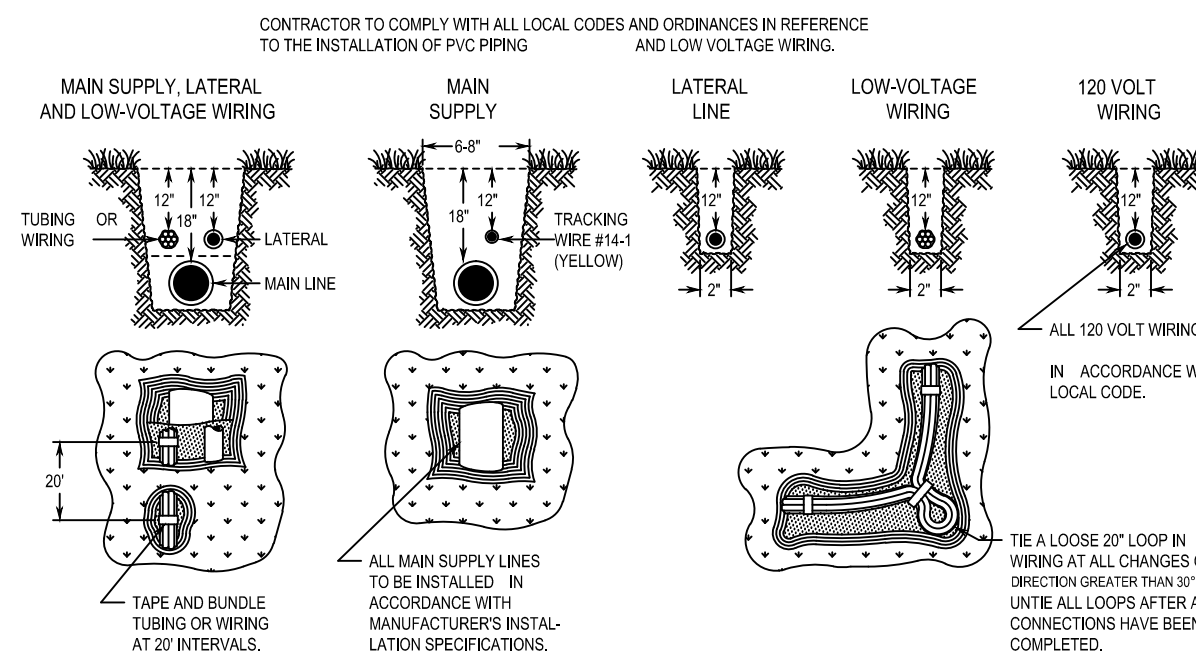 CONTRACTOR TO COMPLY WITH ALL LOCAL CODES AND ORDINANCES IN REFERENCE
TO THE INSTALLATION OF PVC PIPING AND LOW VOLTAGE WIRING.
MAIN SUPPLY, LATERAL
AND LOW-VOLTAGE WIRING
MAIN
SUPPLY
LATERAL
LINE
LOW-VOLTAGE
WIRING
120 VOLT
WIRING
12"
18"
12"
TUBING OR
WIRING
LATERAL
MAIN LINE
6-8"
18"
12"
TRACKING
WIRE #14-1
(YELLOW)
12"
2"
12"
2"
12"
2"
ALL 120 VOLT WIRING
IN ACCORDANCE
LOCAL CODE.
20'
TAPE AND BUNDLE
TUBING OR WIRING
AT 20' INTERVALS.
ALL MAIN SUPPLY LINES
TO BE INSTALLED IN
ACCORDANCE WITH
MANUFACTURER'S INSTAL-
LATION SPECIFICATIONS.
TIE A LOOSE 20" LOOP IN
WIRING AT ALL CHANGES
DIRECTION GREATER THAN 30°
UNTIE ALL LOOPS AFTER
CONNECTIONS HAVE BEEN
COMPLETED.